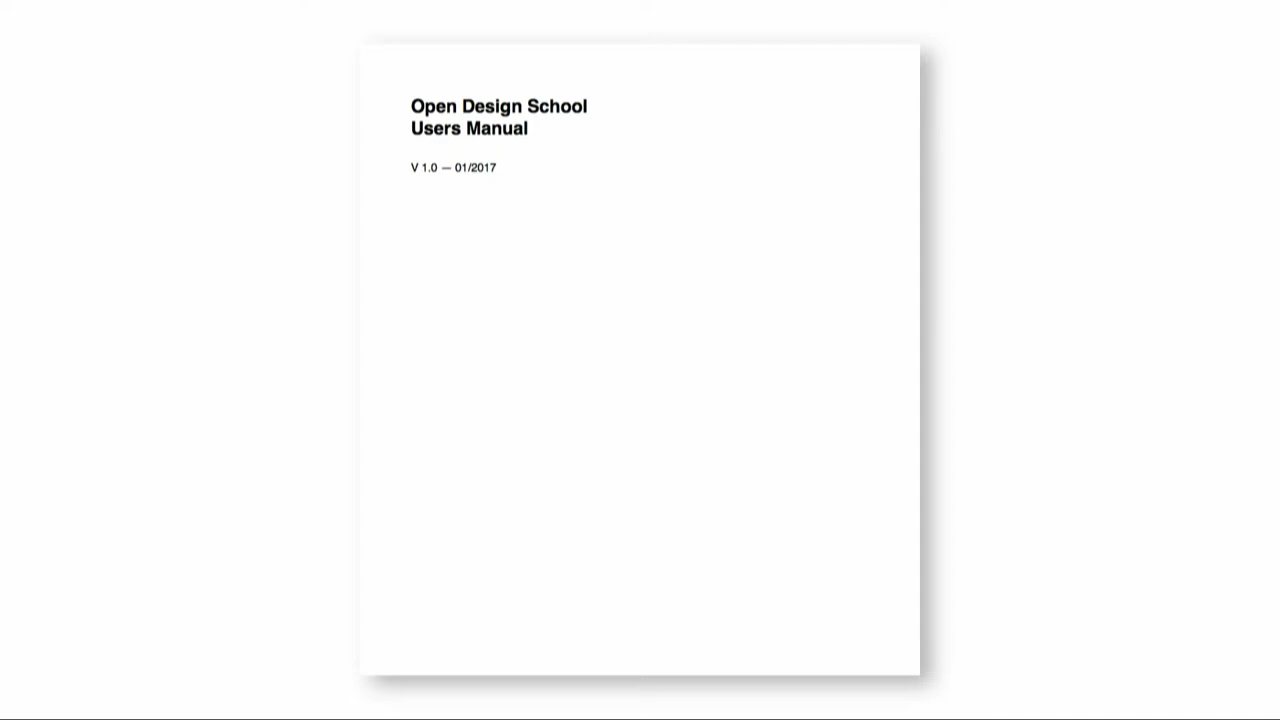 Open Design School
Users Manual
V 1.0 — 01/2017